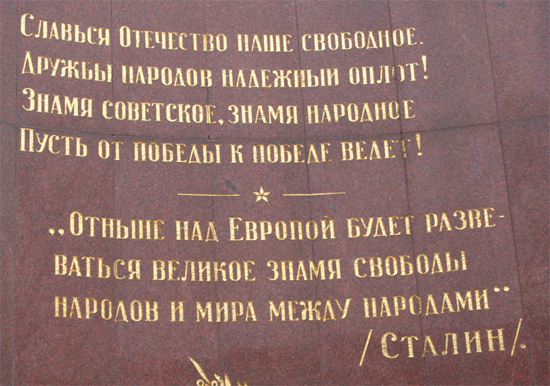 Славься Отечество наше свободное.
Дружбы народов надежный оплот!
Знамя советское, знамя народное
Пусть от победы к победе ведет!
„Отныне над Европой будет разве-
ваться великое знамя свободы
народов и мира между народами“
/Сталин/.